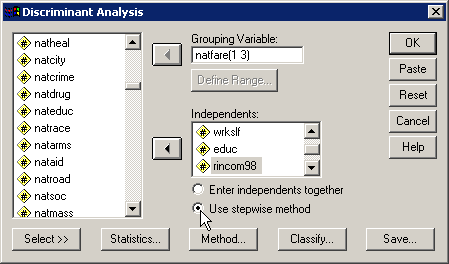 Discriminant Analysis
natheal
natcity
natcrime
natdrug
nateduc
natrace
natarms
nataid
natroad
natsoc
natmass
Grouping Variable:
natfare(1 3)
Define Range...
Independents:
wrkslf
educ
rincom98
Enter independents together
Use stepwise method
OK
Paste
Reset
Cancel
Help
Select >>
Statistics...
Method...
Classify...
Save...